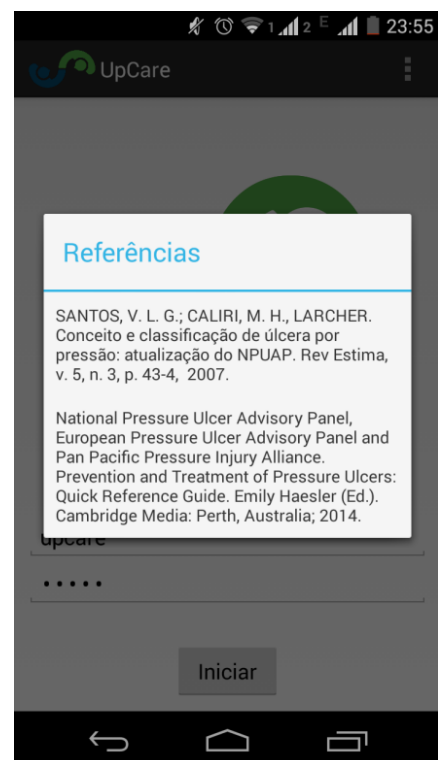 1 2 E 23:55
UpCare
Referências
SANTOS, V. L. G.; CALIRI, M. H., LARCHER.
Conceito e classificação de úlcera por
pressão: atualização do NPUAP. Rev Estima,
v. 5, n. 3, p. 43-4, 2007.
National Pressure Ulcer Advisory Panel,
European Pressure Ulcer Advisory Panel and
Pan Pacific Pressure Injury Alliance.
Prevention and Treatment of Pressure Ulcers:
Quick Reference Guide. Emily Haesler (Ed.).
Cambridge Media: Perth, Australia; 2014.
upcare
•••••
Iniciar